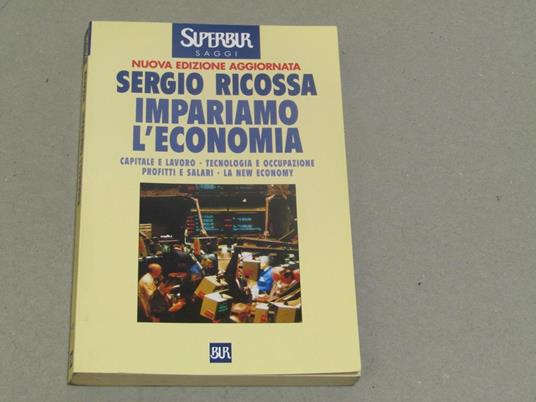 SUPERBUR
SAGGI
NUOVA EDIZIONE AGGIORNATA
SERGIO RICOSSA
IMPARIAMO
L'ECONOMIA
CAPITALE E LAVORO · TECNOLOGIA E OCCUPAZIONE
PROFITTI E SALARI · LA NEW ECONOMY
BUR